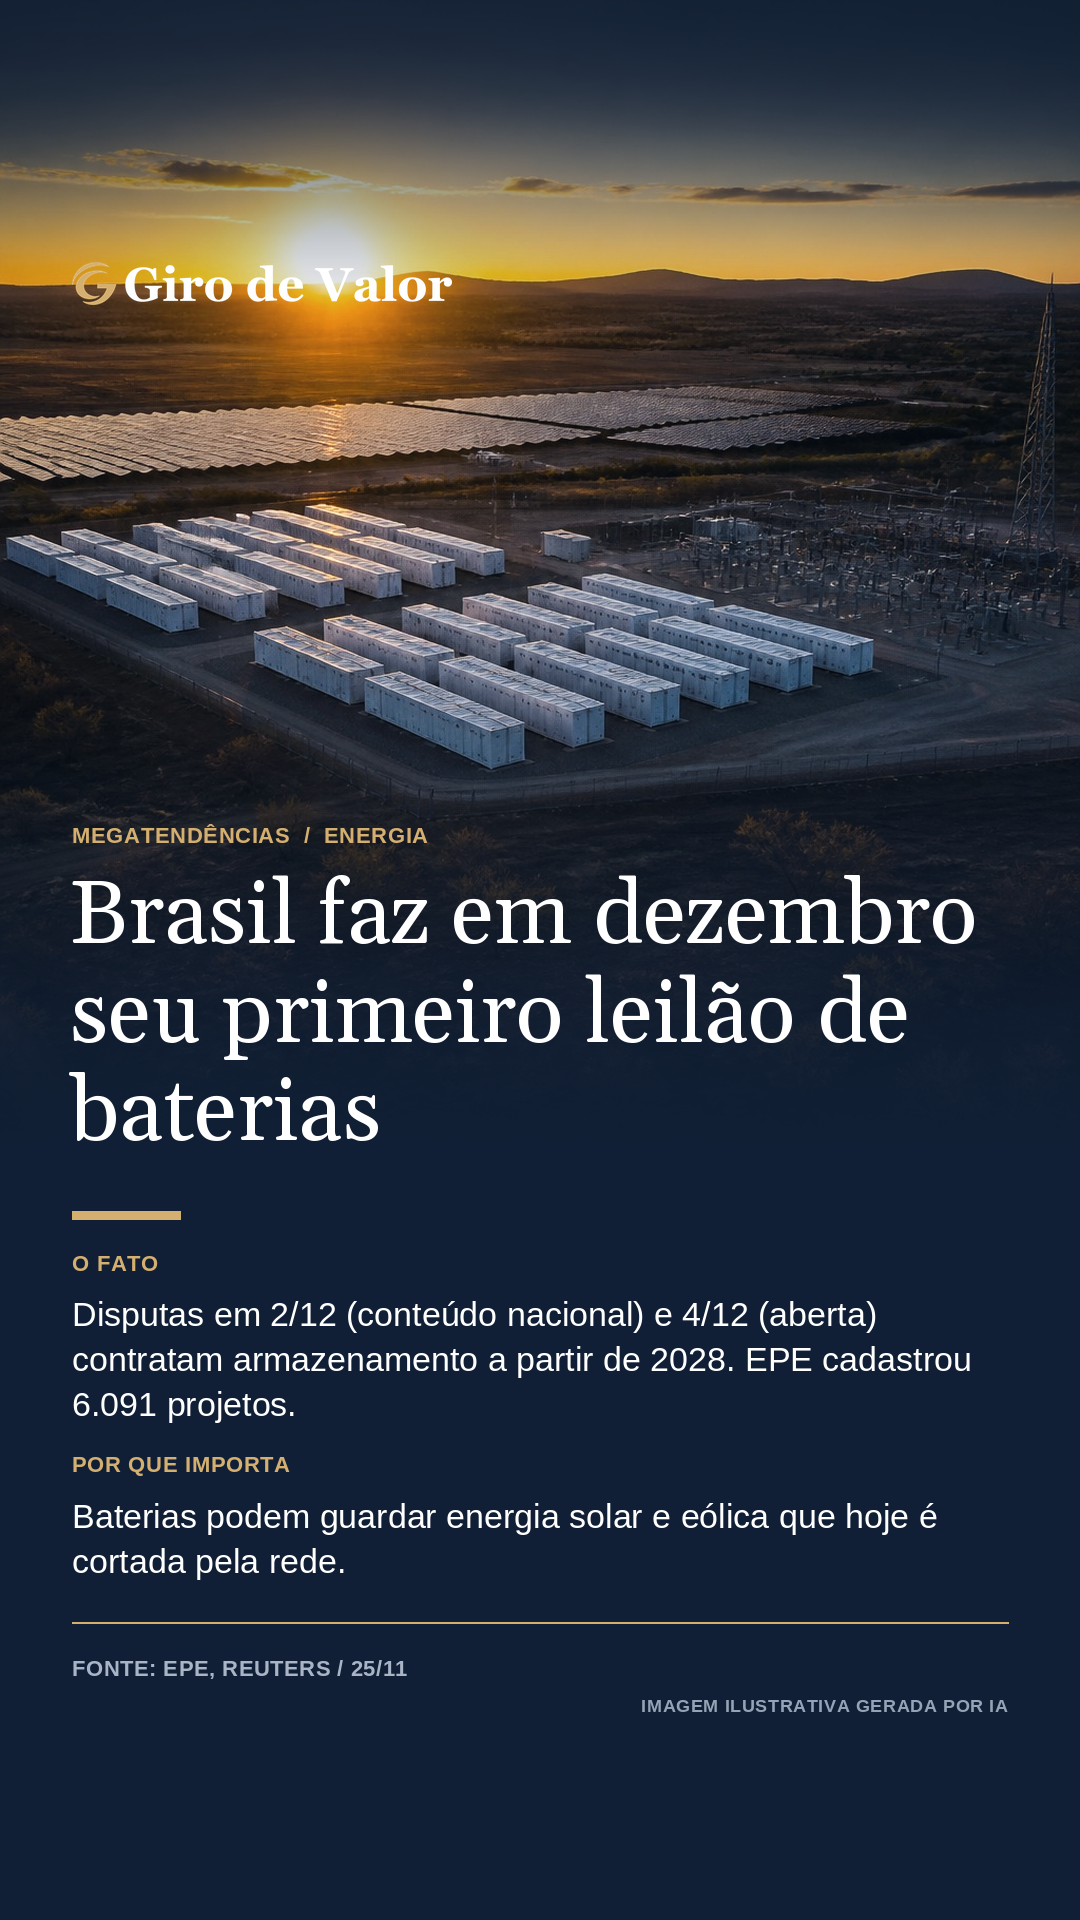 Giro de Valor
MEGATENDÊNCIAS / ENERGIA
Brasil faz em dezembro
seu primeiro leilão de
baterias
O FATO
Disputas em 2/12 (conteúdo nacional) e 4/12 (aberta)
contratam armazenamento a partir de 2028. EPE cadastrou
6.091 projetos.
POR QUE IMPORTA
Baterias podem guardar energia solar e eólica que hoje é
cortada pela rede.
FONTE: EPE, REUTERS / 25/11
IMAGEM ILUSTRATIVA GERADA POR IA